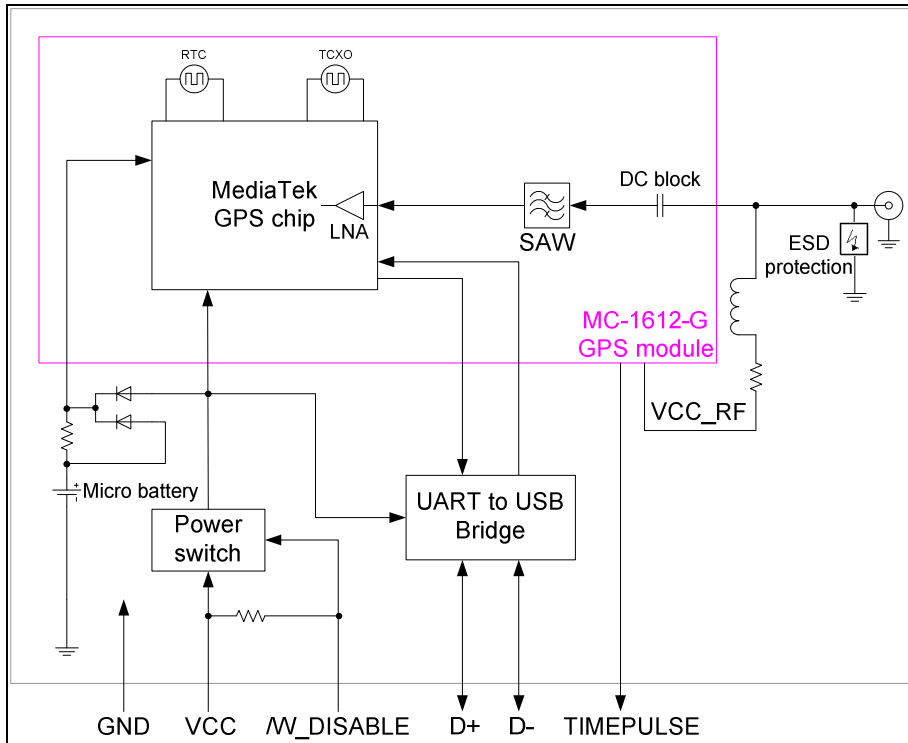 RTC
TCXO
MediaTek
GPS chip
LNA
SAW
DC block
ESD
protection
MC-1612-G
GPS module
VCC_RF
+
-
Micro battery
Power
switch
UART to USB
Bridge
GND
VCC
/W_DISABLE
D+
D-
TIMEPULSE